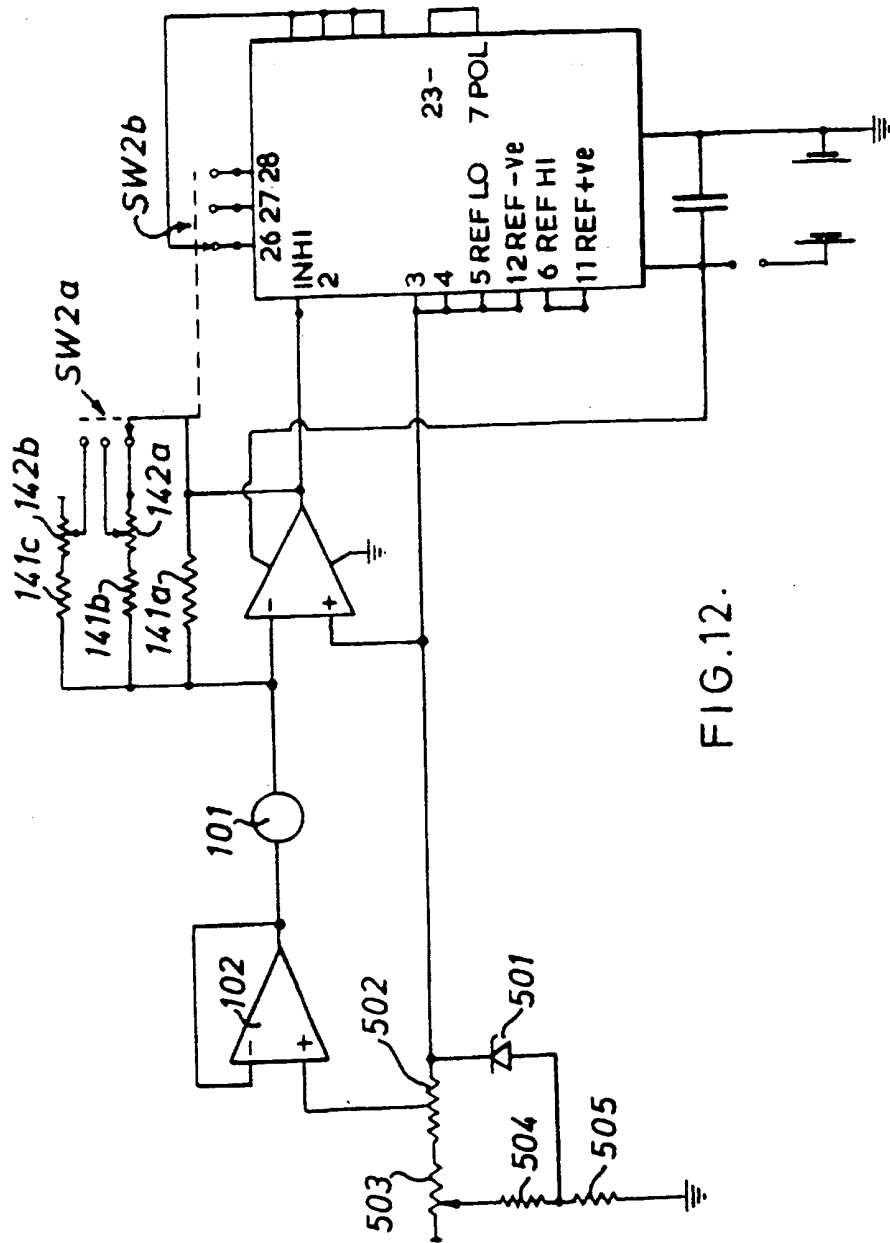 141c
142b
SW2a
141b
142a
141a
SW2b
26 27 28
INHI
2
3
4
5 REF LO
12 REF -ve
6 REF HI
11 REF +ve
23-
7 POL
-
+
101
102
-
+
502
503
501
504
505
FIG.12.